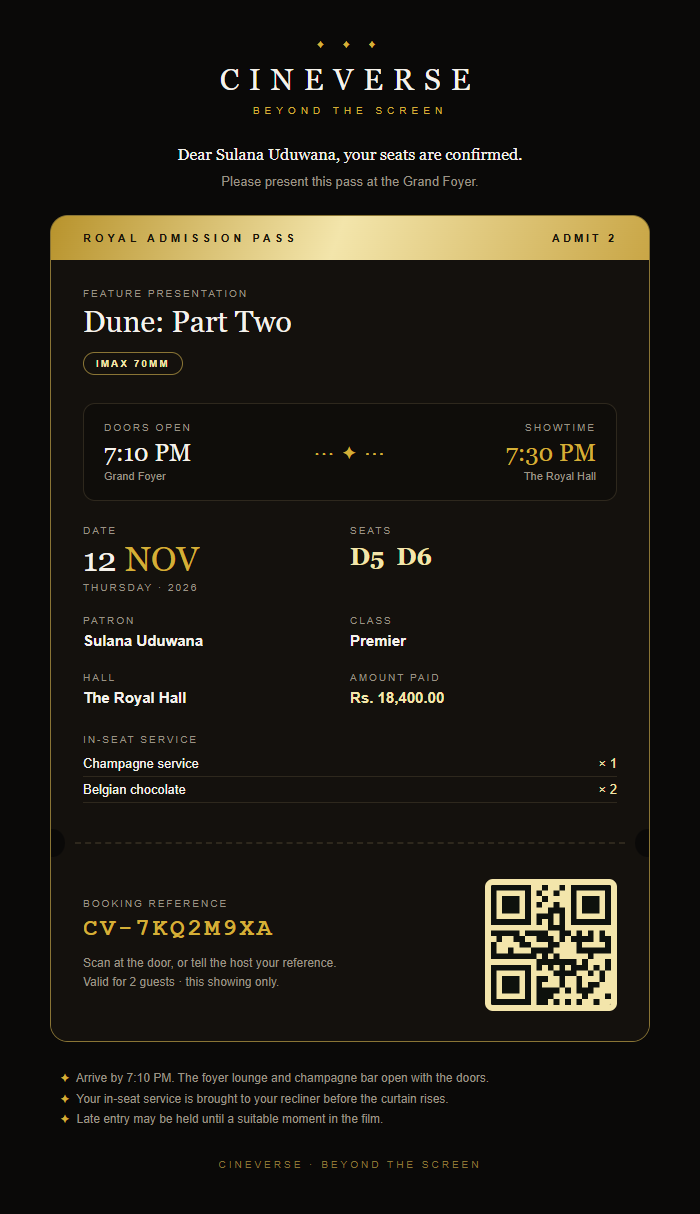 CINEVERSE
BEYOND THE SCREEN
Dear Sulana Uduwana, your seats are confirmed.
Please present this pass at the Grand Foyer.
ROYAL ADMISSION PASS ADMIT 2
FEATURE PRESENTATION
Dune: Part Two
IMAX 70MM
DOORS OPEN SHOWTIME
7:10 PM ··· ✦ ··· 7:30 PM
Grand Foyer The Royal Hall
DATE SEATS
12 NOV D5 D6
THURSDAY · 2026
PATRON CLASS
Sulana Uduwana Premier
HALL AMOUNT PAID
The Royal Hall Rs. 18,400.00
IN-SEAT SERVICE
Champagne service × 1
Belgian chocolate × 2
BOOKING REFERENCE
CV-7KQ2M9XA
Scan at the door, or tell the host your reference.
Valid for 2 guests · this showing only.
✦ Arrive by 7:10 PM. The foyer lounge and champagne bar open with the doors.
✦ Your in-seat service is brought to your recliner before the curtain rises.
✦ Late entry may be held until a suitable moment in the film.
CINEVERSE · BEYOND THE SCREEN